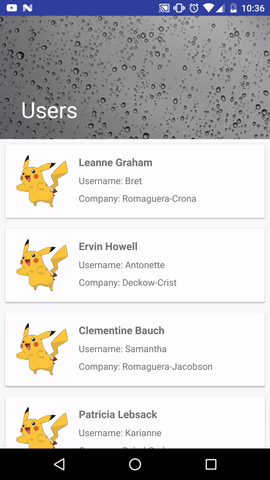 10:36
Users
Leanne Graham
Username: Bret
Company: Romaguera-Crona
Ervin Howell
Username: Antonette
Company: Deckow-Crist
Clementine Bauch
Username: Samantha
Company: Romaguera-Jacobson
Patricia Lebsack
Username: Karianne